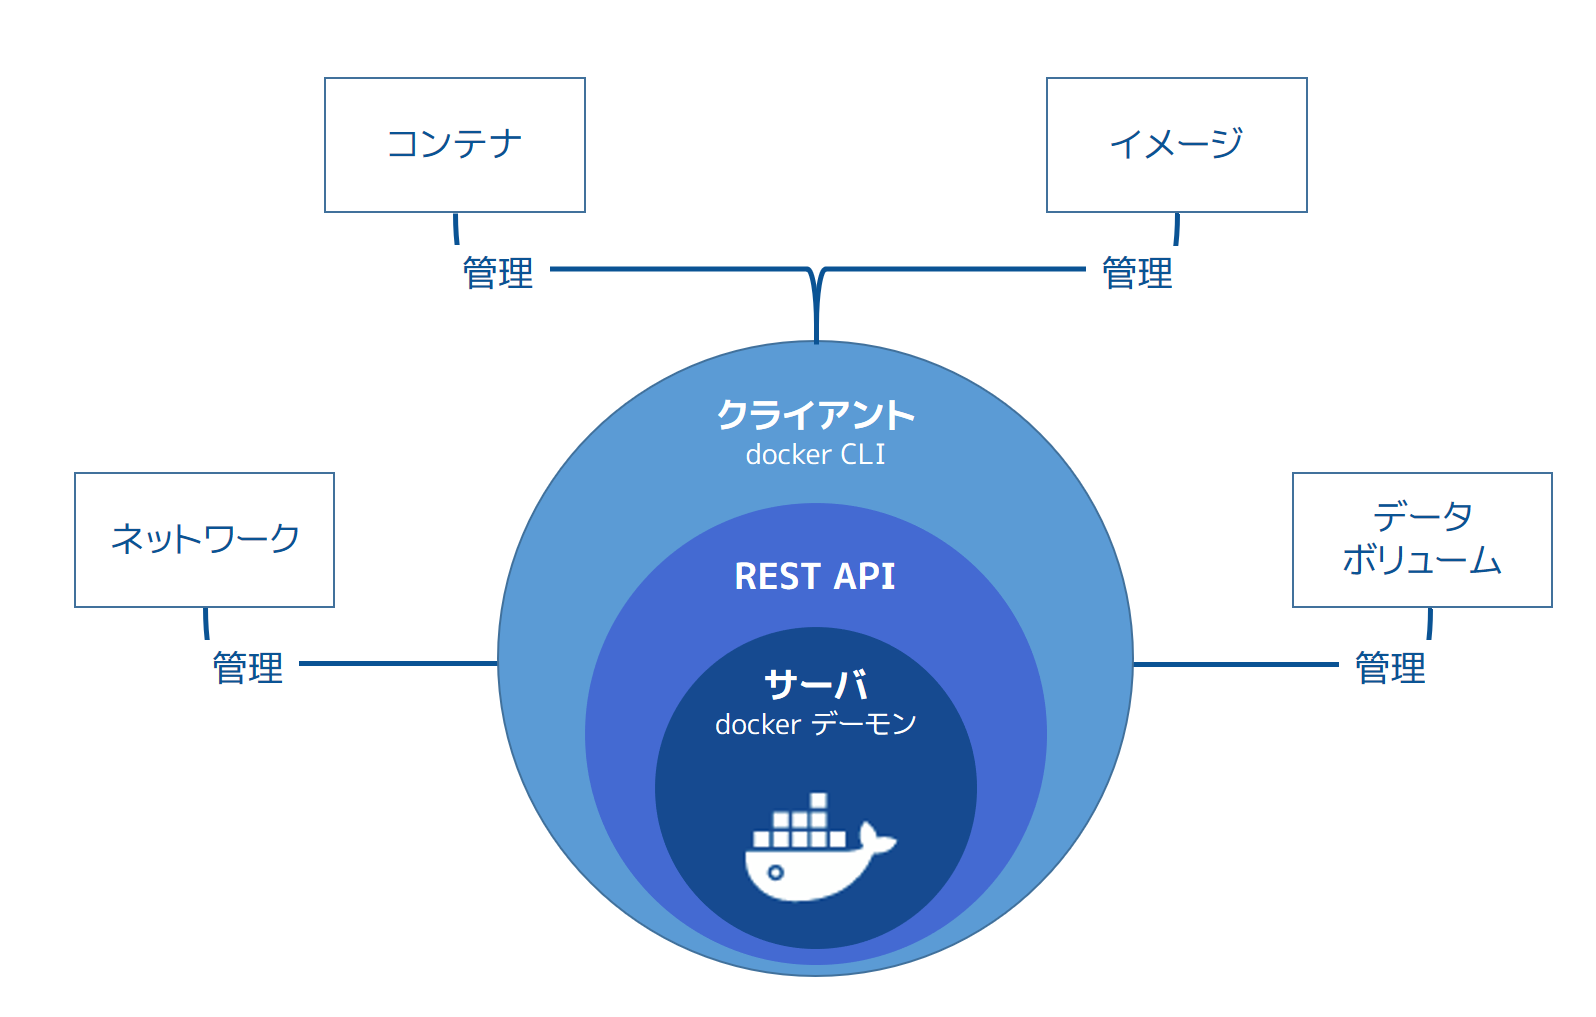 コンテナ
イメージ
管理
管理
クライアント
docker CLI
ネットワーク
データ
ボリューム
REST API
管理
管理
サーバ
docker デーモン